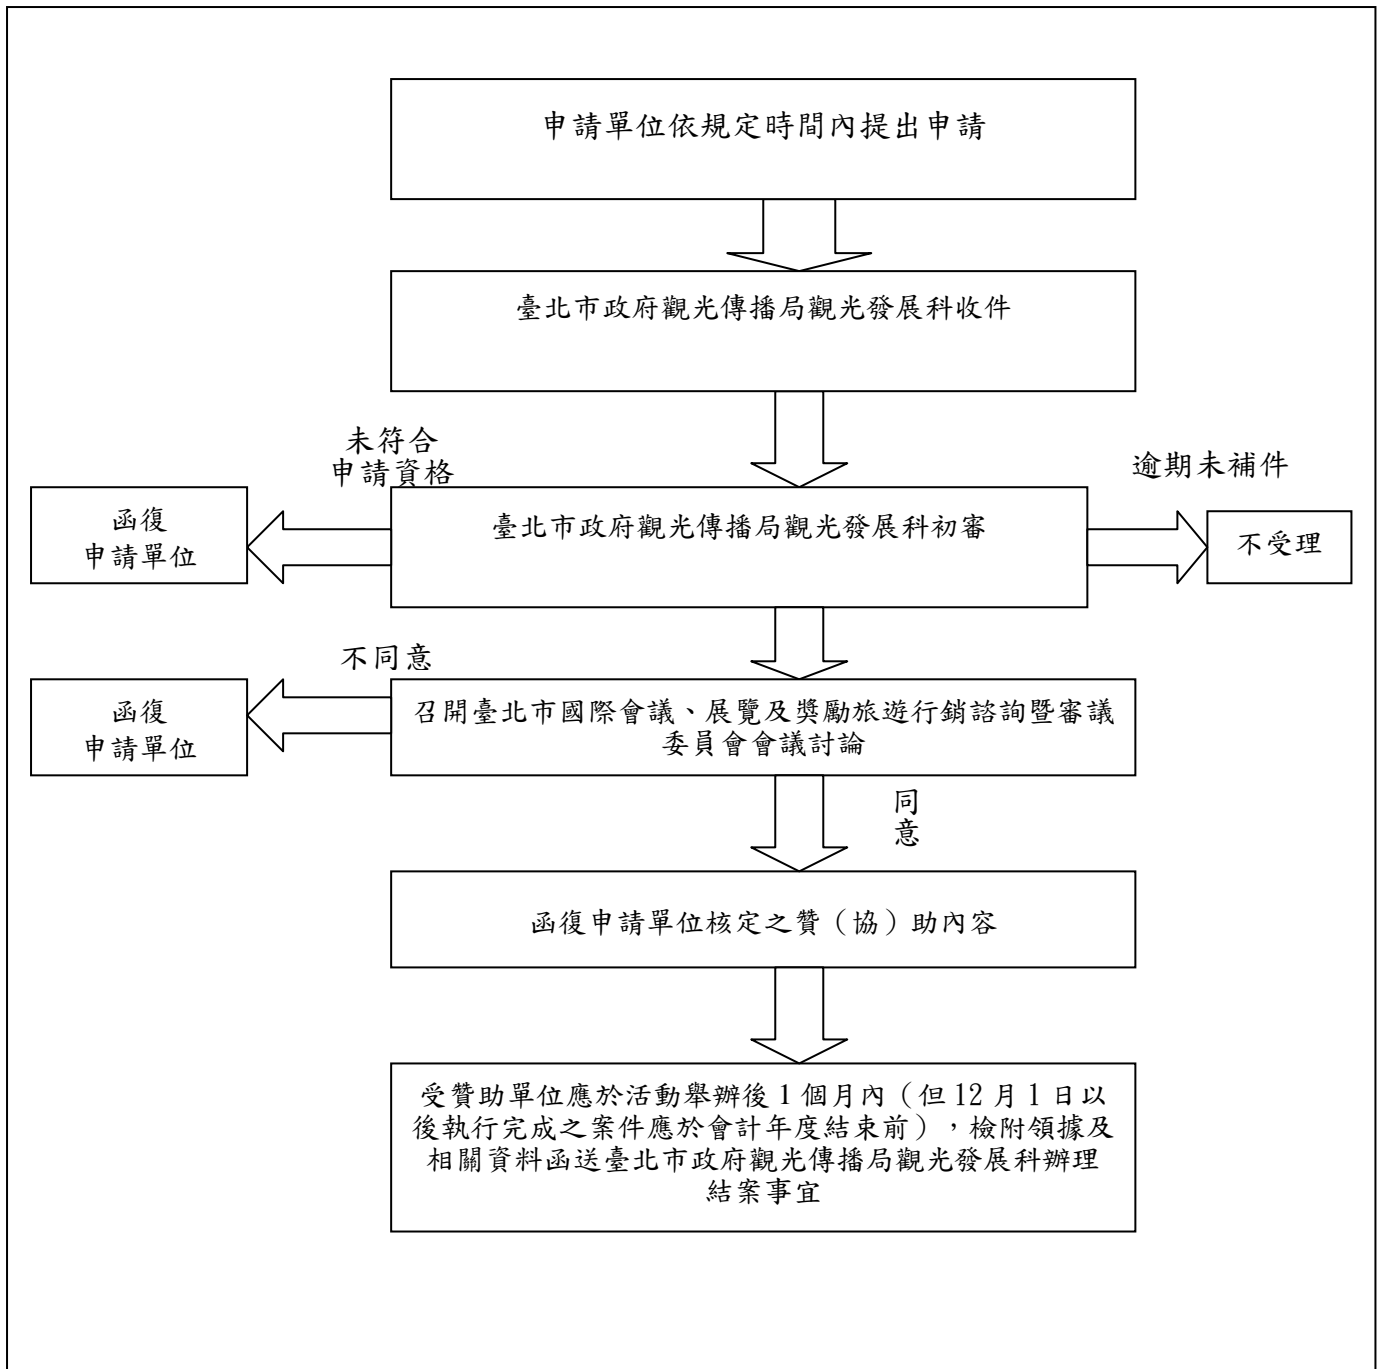 申請單位依規定時間內提出申請
臺北市政府觀光傳播局觀光發展科收件
未符合
申請資格
逾期未補件
函復
申請單位
臺北市政府觀光傳播局觀光發展科初審
不受理
不同意
函復
申請單位
召開臺北市國際會議、展覽及獎勵旅遊行銷諮詢暨審議
委員會會議討論
同
意
函復申請單位核定之贊（協）助內容
受贊助單位應於活動舉辦後 1 個月內（但 12 月 1 日以
後執行完成之案件應於會計年度結束前），檢附領據及
相關資料函送臺北市政府觀光傳播局觀光發展科辦理
結案事宜